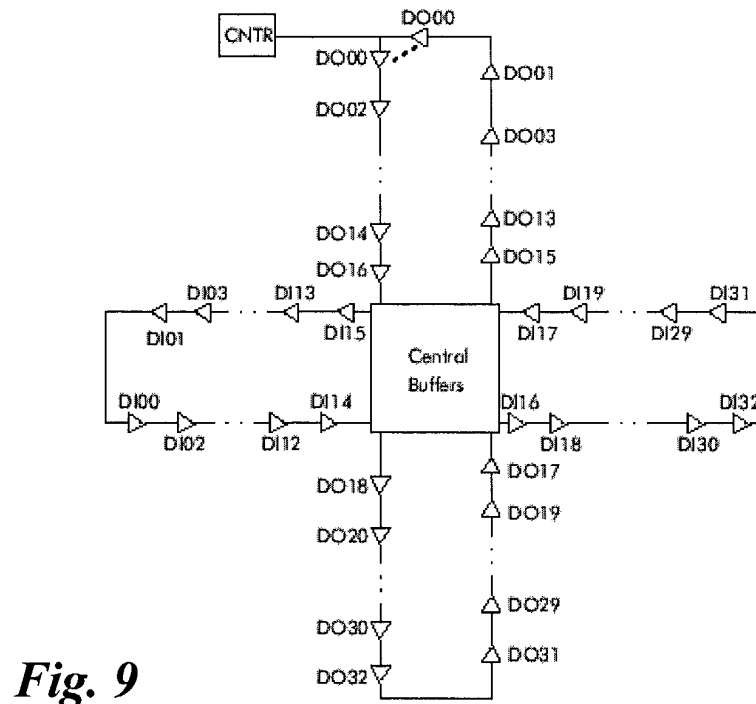 CNTR
DO00
DO00
DO01
DO02
DO03
DO14
DO13
DO16
DO15
DI03
DI13
DI19
DI31
DI01
DI15
DI17
DI29
Central
Buffers
DI00
DI14
DI16
DI32
DI02
DI12
DI18
DI30
DO17
DO18
DO19
DO20
DO29
DO30
DO31
DO32
Fig. 9